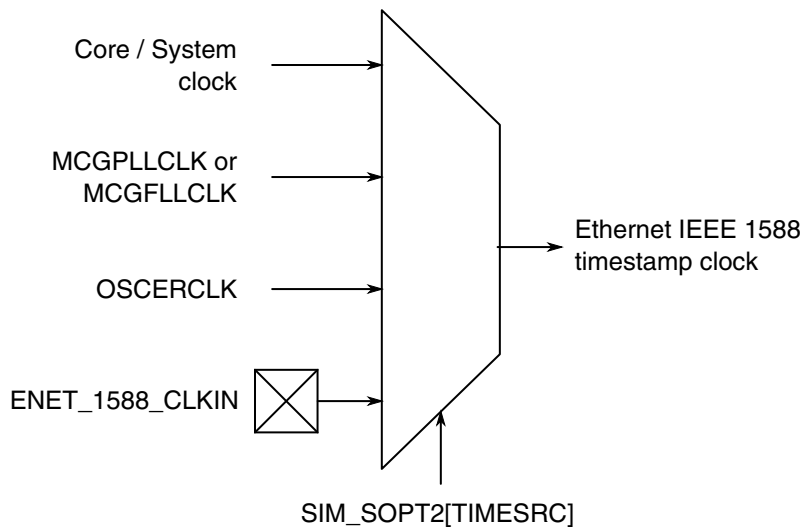 Core / System
clock
MCGPLLCLK or
MCGFLLCLK
Ethernet IEEE 1588
timestamp clock
OSCERCLK
ENET_1588_CLKIN
SIM_SOPT2[TIMESRC]